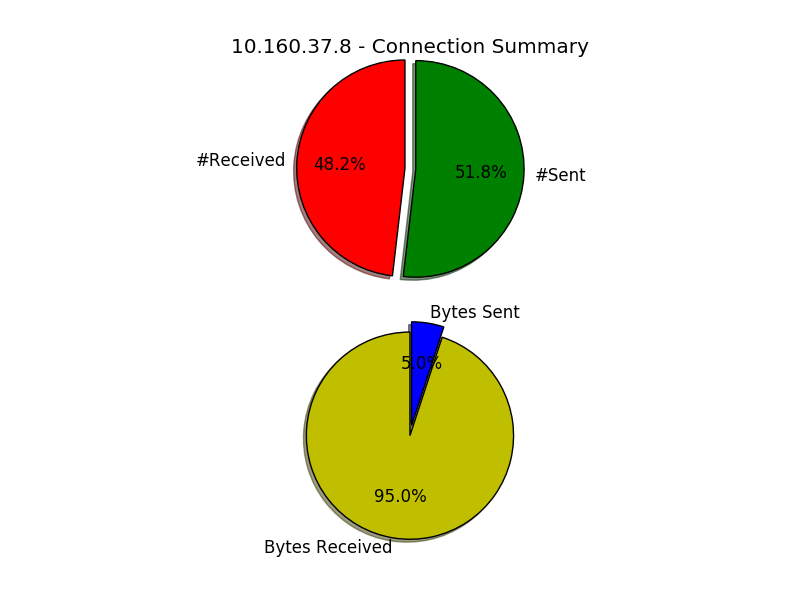 10.160.37.8 - Connection Summary
#Received
48.2%
51.8%
#Sent
Bytes Sent
5.0%
95.0%
Bytes Received